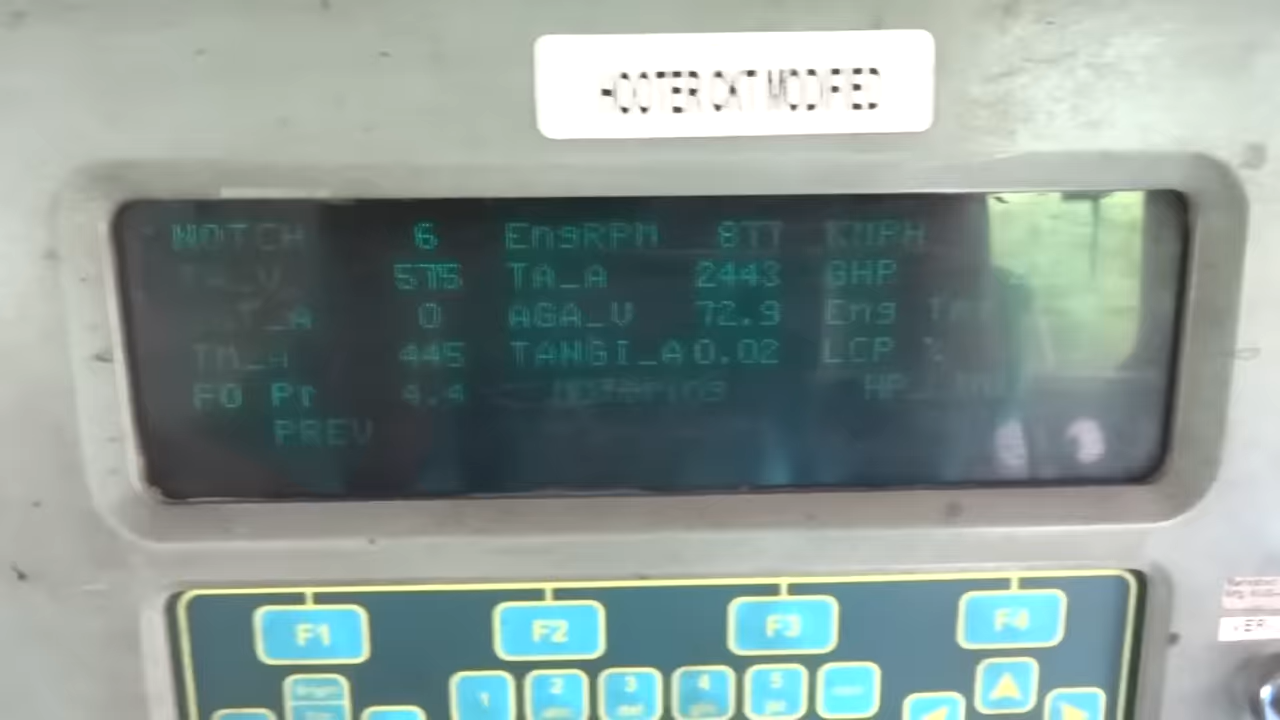 HOOTER CKT MODIFIED
NOTCH 6 EngRPM 877 KMPH
575 TA_A 2443 GHP
0 AGA_V 72.9 Eng
TM_A 445 TANGI_A 0.02 LCP
FO Pr 4.4 Motoring
PREV
F1 F2 F3 F4
1 2 3 4 5